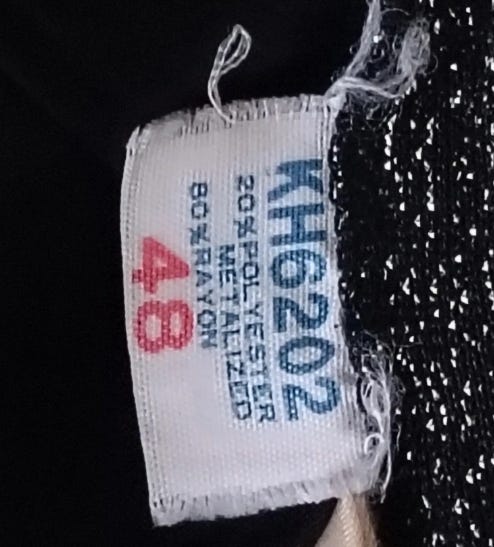 KH6202
20%POLYESTER
METALIZED
80%RAYON
48